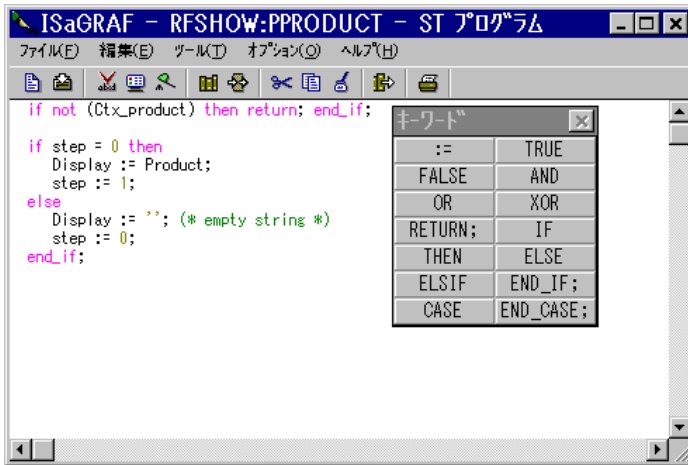 ISaGRAF - RFSHOW:PPRODUCT - ST ﾌﾟﾛｸﾞﾗﾑ
ﾌｧｲﾙ(F) 編集(E) ﾂｰﾙ(T) ｵﾌﾟｼｮﾝ(O) ﾍﾙﾌﾟ(H)
if not (Ctx_product) then return; end_if;
if step = 0 then
Display := Product;
step := 1;
else
Display := ''; (* empty string *)
step := 0;
end_if;
ｷｰﾜｰﾄﾞ
:= TRUE
FALSE AND
OR XOR
RETURN; IF
THEN ELSE
ELSIF END_IF;
CASE END_CASE;